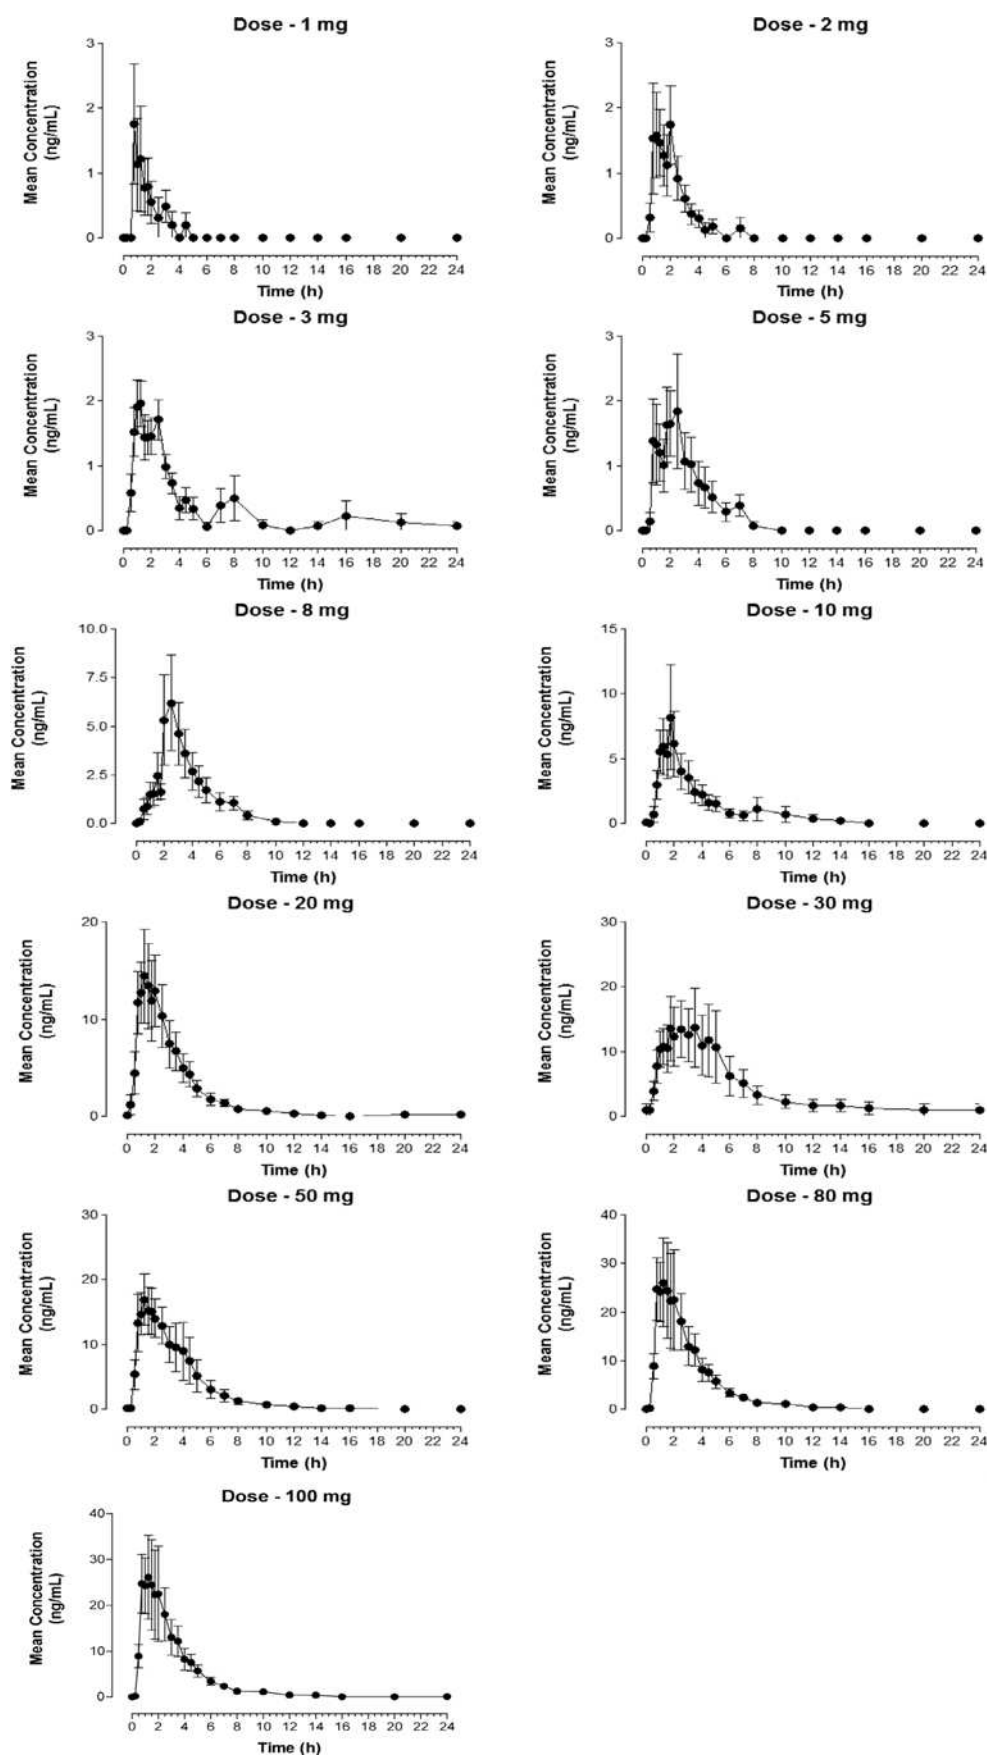 Dose - 1 mg
Mean Concentration
(ng/mL)
3
2
1
0
0 2 4 6 8 10 12 14 16 18 20 22 24
Time (h)
Dose - 2 mg
Mean Concentration
(ng/mL)
3
2
1
0
0 2 4 6 8 10 12 14 16 18 20 22 24
Time (h)
Dose - 3 mg
Mean Concentration
(ng/mL)
3
2
1
0
0 2 4 6 8 10 12 14 16 18 20 22 24
Time (h)
Dose - 5 mg
Mean Concentration
(ng/mL)
3
2
1
0
0 2 4 6 8 10 12 14 16 18 20 22 24
Time (h)
Dose - 8 mg
Mean Concentration
(ng/mL)
10.0
7.5
5.0
2.5
0.0
0 2 4 6 8 10 12 14 16 18 20 22 24
Time (h)
Dose - 10 mg
Mean Concentration
(ng/mL)
15
10
5
0
0 2 4 6 8 10 12 14 16 18 20 22 24
Time (h)
Dose - 20 mg
Mean Concentration
(ng/mL)
20
10
0
0 2 4 6 8 10 12 14 16 18 20 22 24
Time (h)
Dose - 30 mg
Mean Concentration
(ng/mL)
30
20
10
0
0 2 4 6 8 10 12 14 16 18 20 22 24
Time (h)
Dose - 50 mg
Mean Concentration
(ng/mL)
30
20
10
0
0 2 4 6 8 10 12 14 16 18 20 22 24
Time (h)
Dose - 80 mg
Mean Concentration
(ng/mL)
40
30
20
10
0
0 2 4 6 8 10 12 14 16 18 20 22 24
Time (h)
Dose - 100 mg
Mean Concentration
(ng/mL)
40
30
20
10
0
0 2 4 6 8 10 12 14 16 18 20 22 24
Time (h)